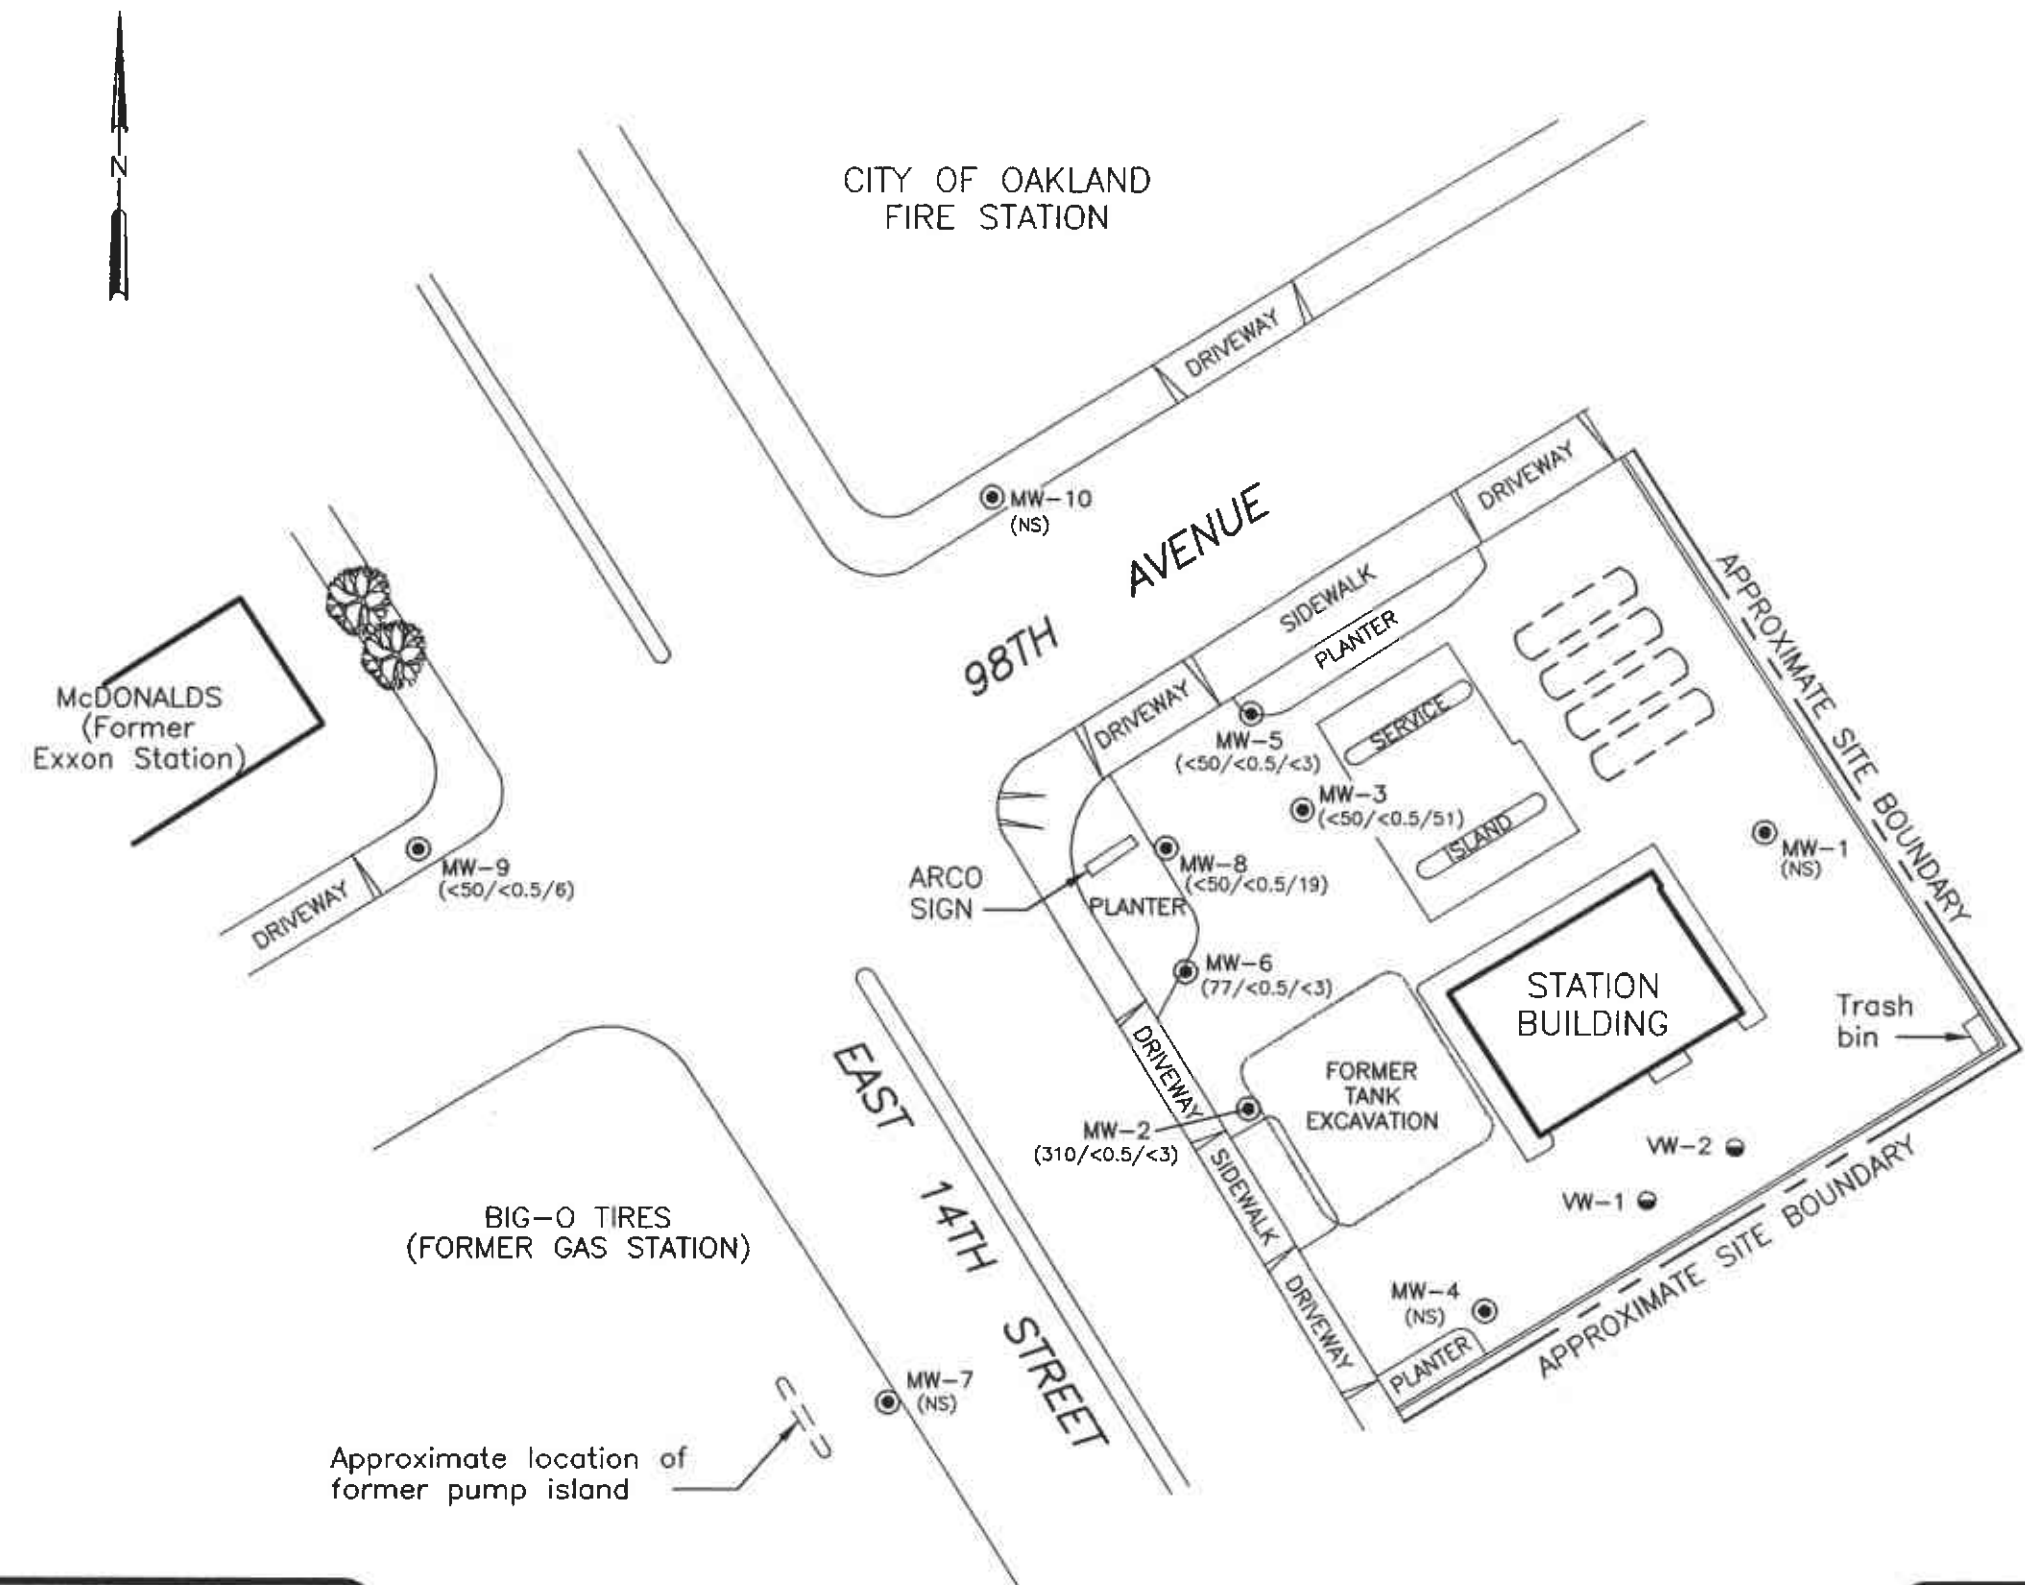 N
CITY OF OAKLAND
FIRE STATION
DRIVEWAY
MW-10
(NS)
98TH AVENUE
DRIVEWAY
SIDEWALK
PLANTER
DRIVEWAY
APPROXIMATE SITE BOUNDARY
McDONALDS
(Former
Exxon Station)
MW-5
(<50/<0.5/<3)
SERVICE
ISLAND
MW-3
(<50/<0.5/51)
MW-1
(NS)
MW-9
(<50/<0.5/6)
DRIVEWAY
ARCO
SIGN
MW-8
(<50/<0.5/19)
PLANTER
MW-6
(77/<0.5/<3)
STATION
BUILDING
Trash
bin
DRIVEWAY
FORMER
TANK
EXCAVATION
MW-2
(310/<0.5/<3)
EAST 14TH STREET
SIDEWALK
VW-2
VW-1
BIG-O TIRES
(FORMER GAS STATION)
DRIVEWAY
MW-4
(NS)
PLANTER
APPROXIMATE SITE BOUNDARY
MW-7
(NS)
Approximate location of
former pump island